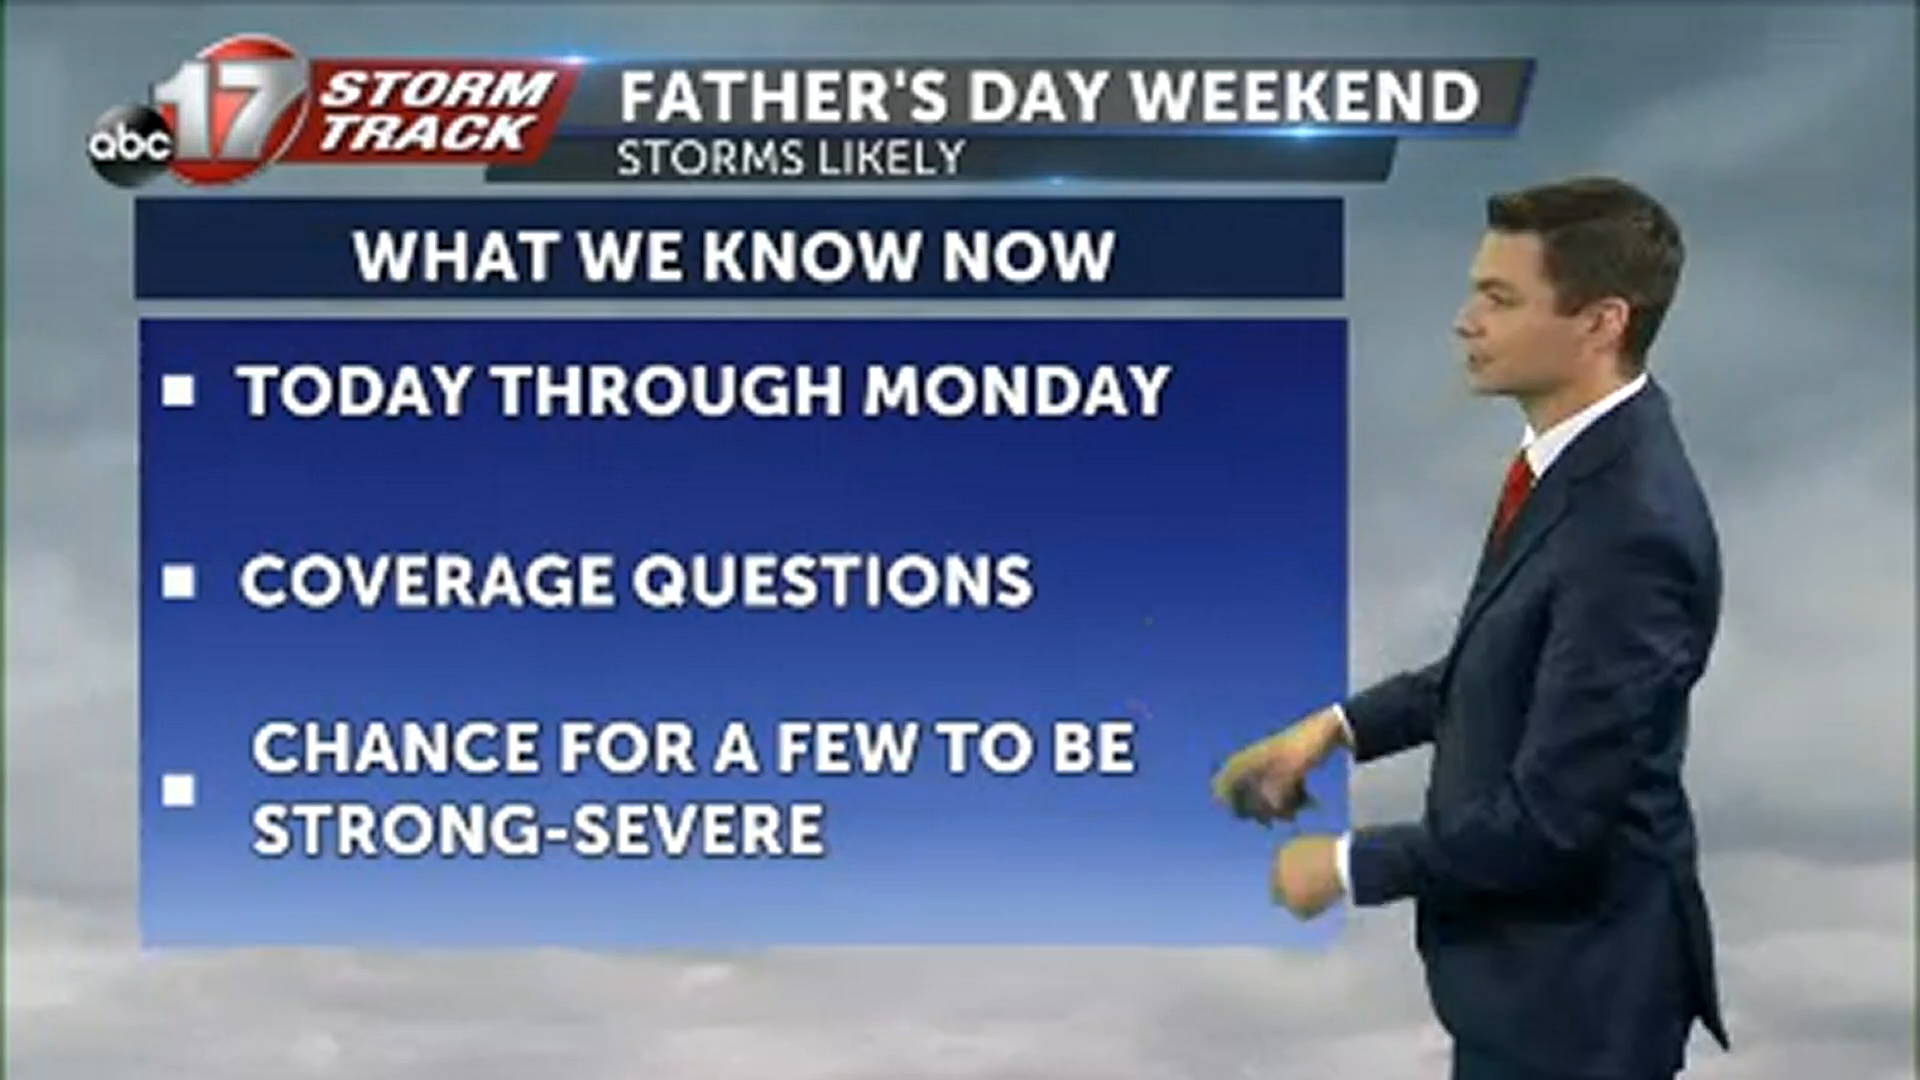 abc 17 STORM TRACK
FATHER'S DAY WEEKEND
STORMS LIKELY
WHAT WE KNOW NOW
TODAY THROUGH MONDAY
COVERAGE QUESTIONS
CHANCE FOR A FEW TO BE
STRONG-SEVERE